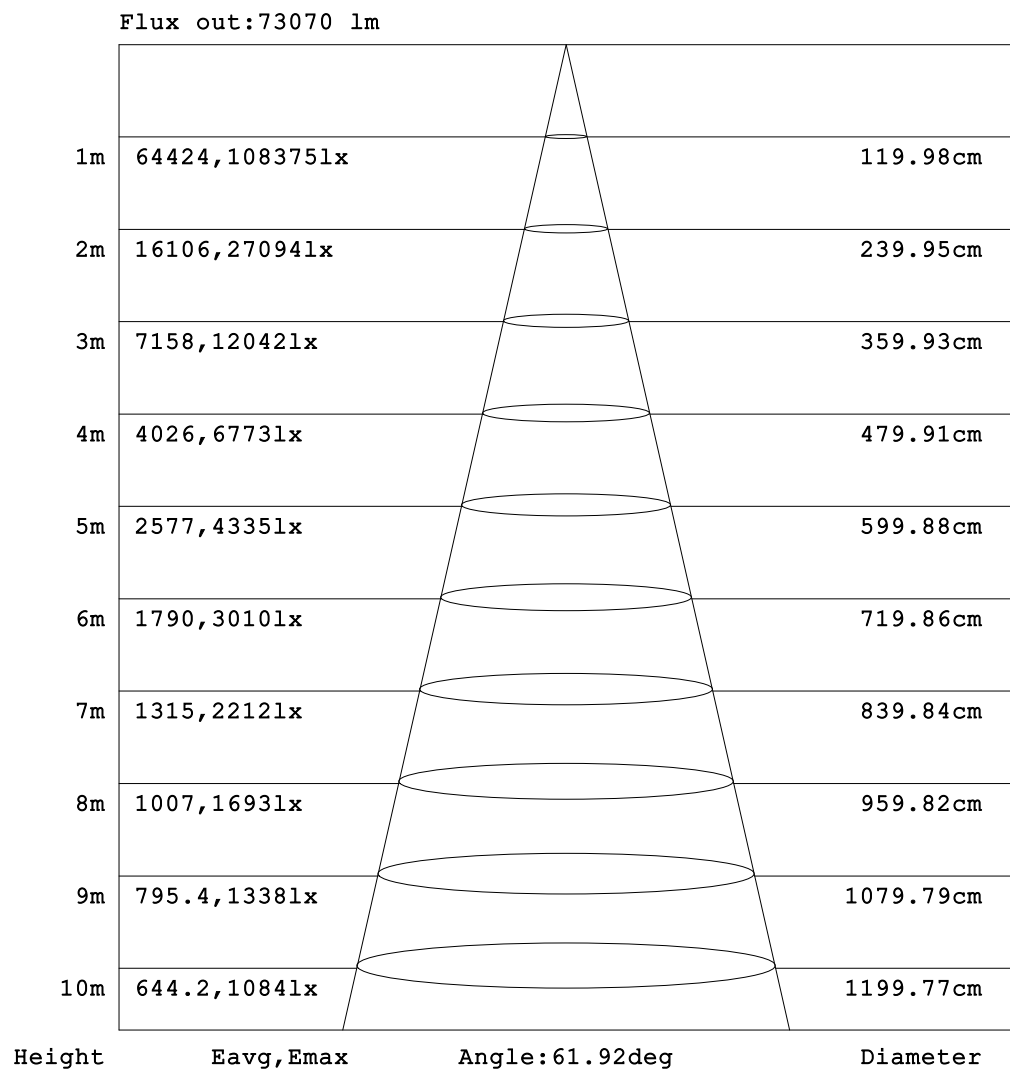 Flux out:73070 lm
1m 64424,108375lx 119.98cm
2m 16106,27094lx 239.95cm
3m 7158,12042lx 359.93cm
4m 4026,6773lx 479.91cm
5m 2577,4335lx 599.88cm
6m 1790,3010lx 719.86cm
7m 1315,2212lx 839.84cm
8m 1007,1693lx 959.82cm
9m 795.4,1338lx 1079.79cm
10m 644.2,1084lx 1199.77cm
Height Eavg,Emax Angle:61.92deg Diameter